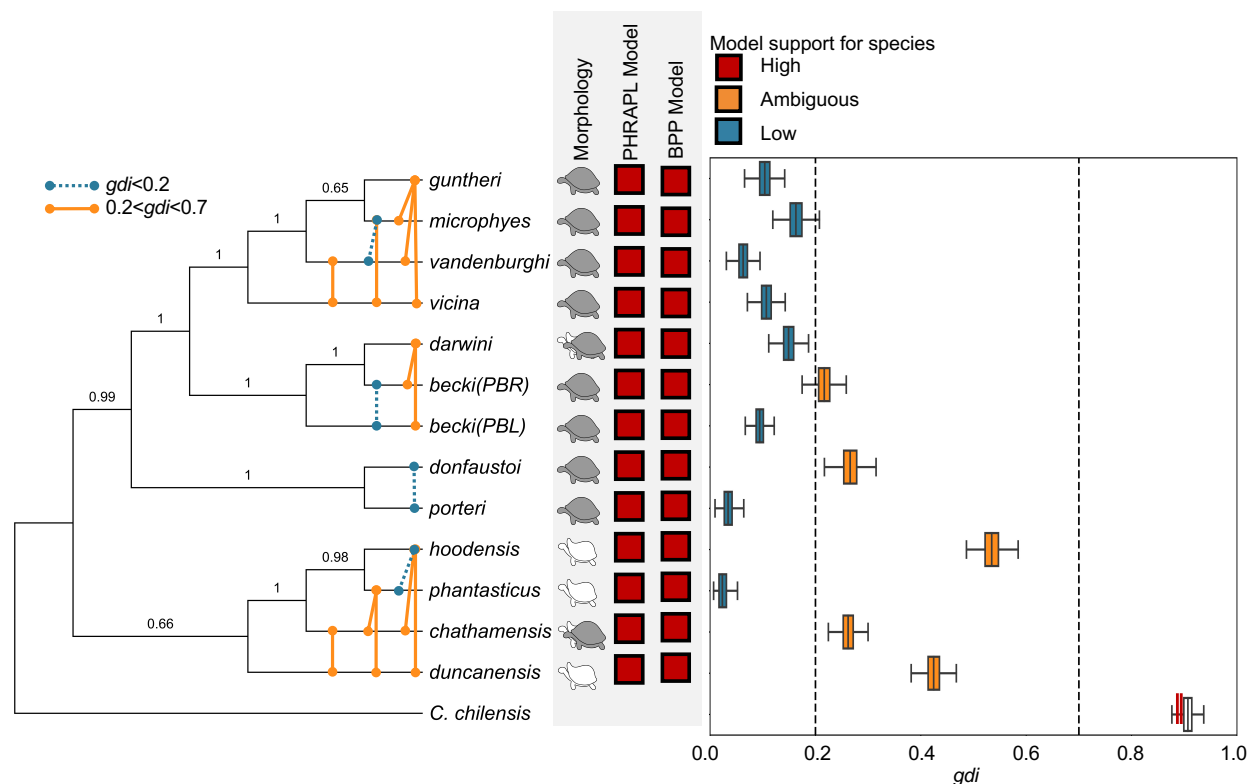 Model support for species
High
Ambiguous
Low
Morphology
PHRAPL Model
BPP Model
gdi<0.2
0.2<gdi<0.7
0.65
1
1
1
0.99
1
1
1
0.98
1
0.66
guntheri
microphyes
vandenburghi
vicina
darwini
becki(PBR)
becki(PBL)
donfaustoi
porteri
hoodensis
phantasticus
chathamensis
duncanensis
C. chilensis
0.0 0.2 0.4 0.6 0.8 1.0
gdi